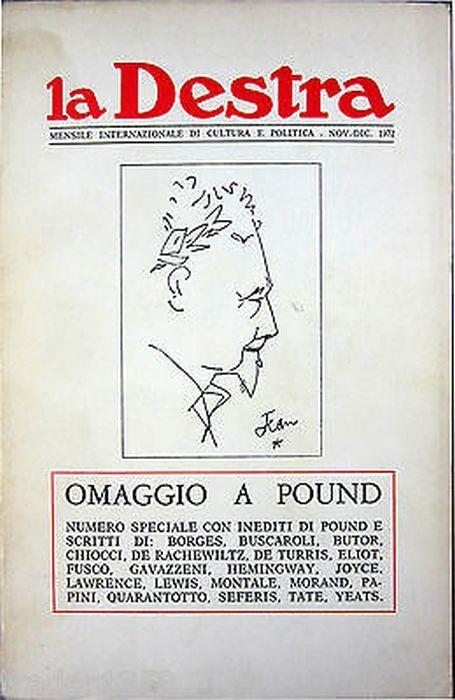 la Destra
MENSILE INTERNAZIONALE DI CULTURA E POLITICA . NOV.DIC. 1972
Jean
*
OMAGGIO A POUND
NUMERO SPECIALE CON INEDITI DI POUND E
SCRITTI DI: BORGES, BUSCAROLI, BUTOR,
CHIOCCI, DE RACHEWILTZ, DE TURRIS, ELIOT,
FUSCO, GAVAZZENI, HEMINGWAY, JOYCE,
LAWRENCE, LEWIS, MONTALE, MORAND, PA-
PINI, QUARANTOTTO, SEFERIS, TATE, YEATS.